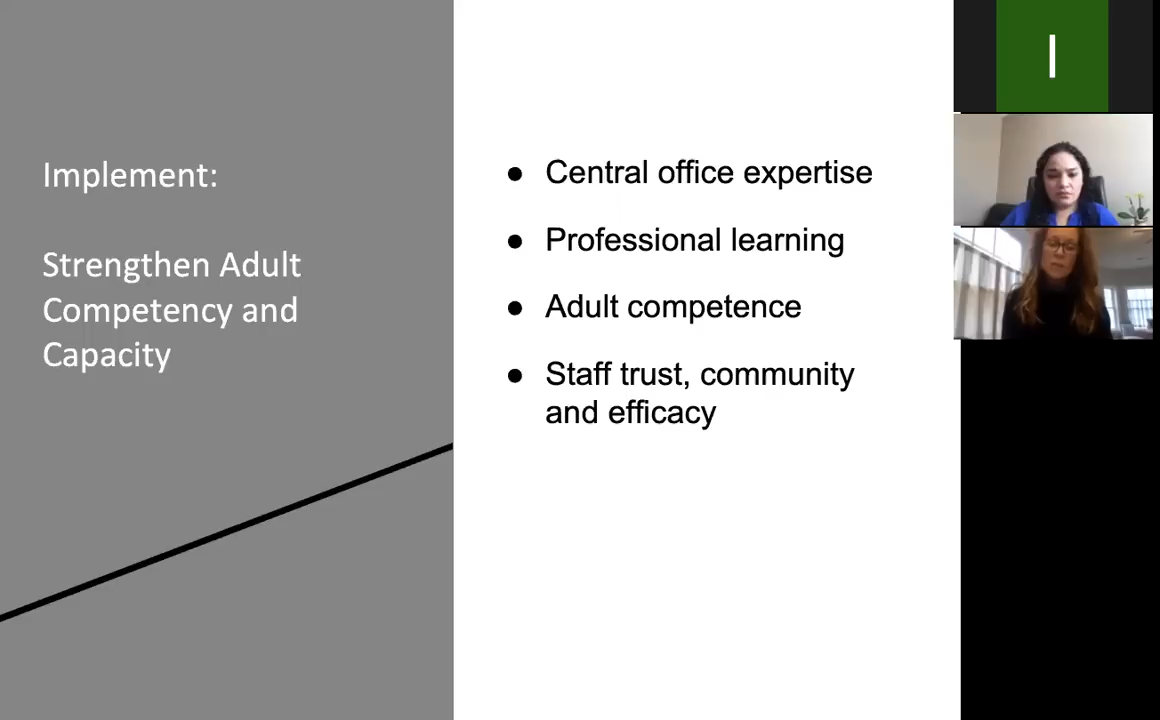 Implement:
Strengthen Adult
Competency and
Capacity
● Central office expertise
● Professional learning
● Adult competence
● Staff trust, community
and efficacy
I